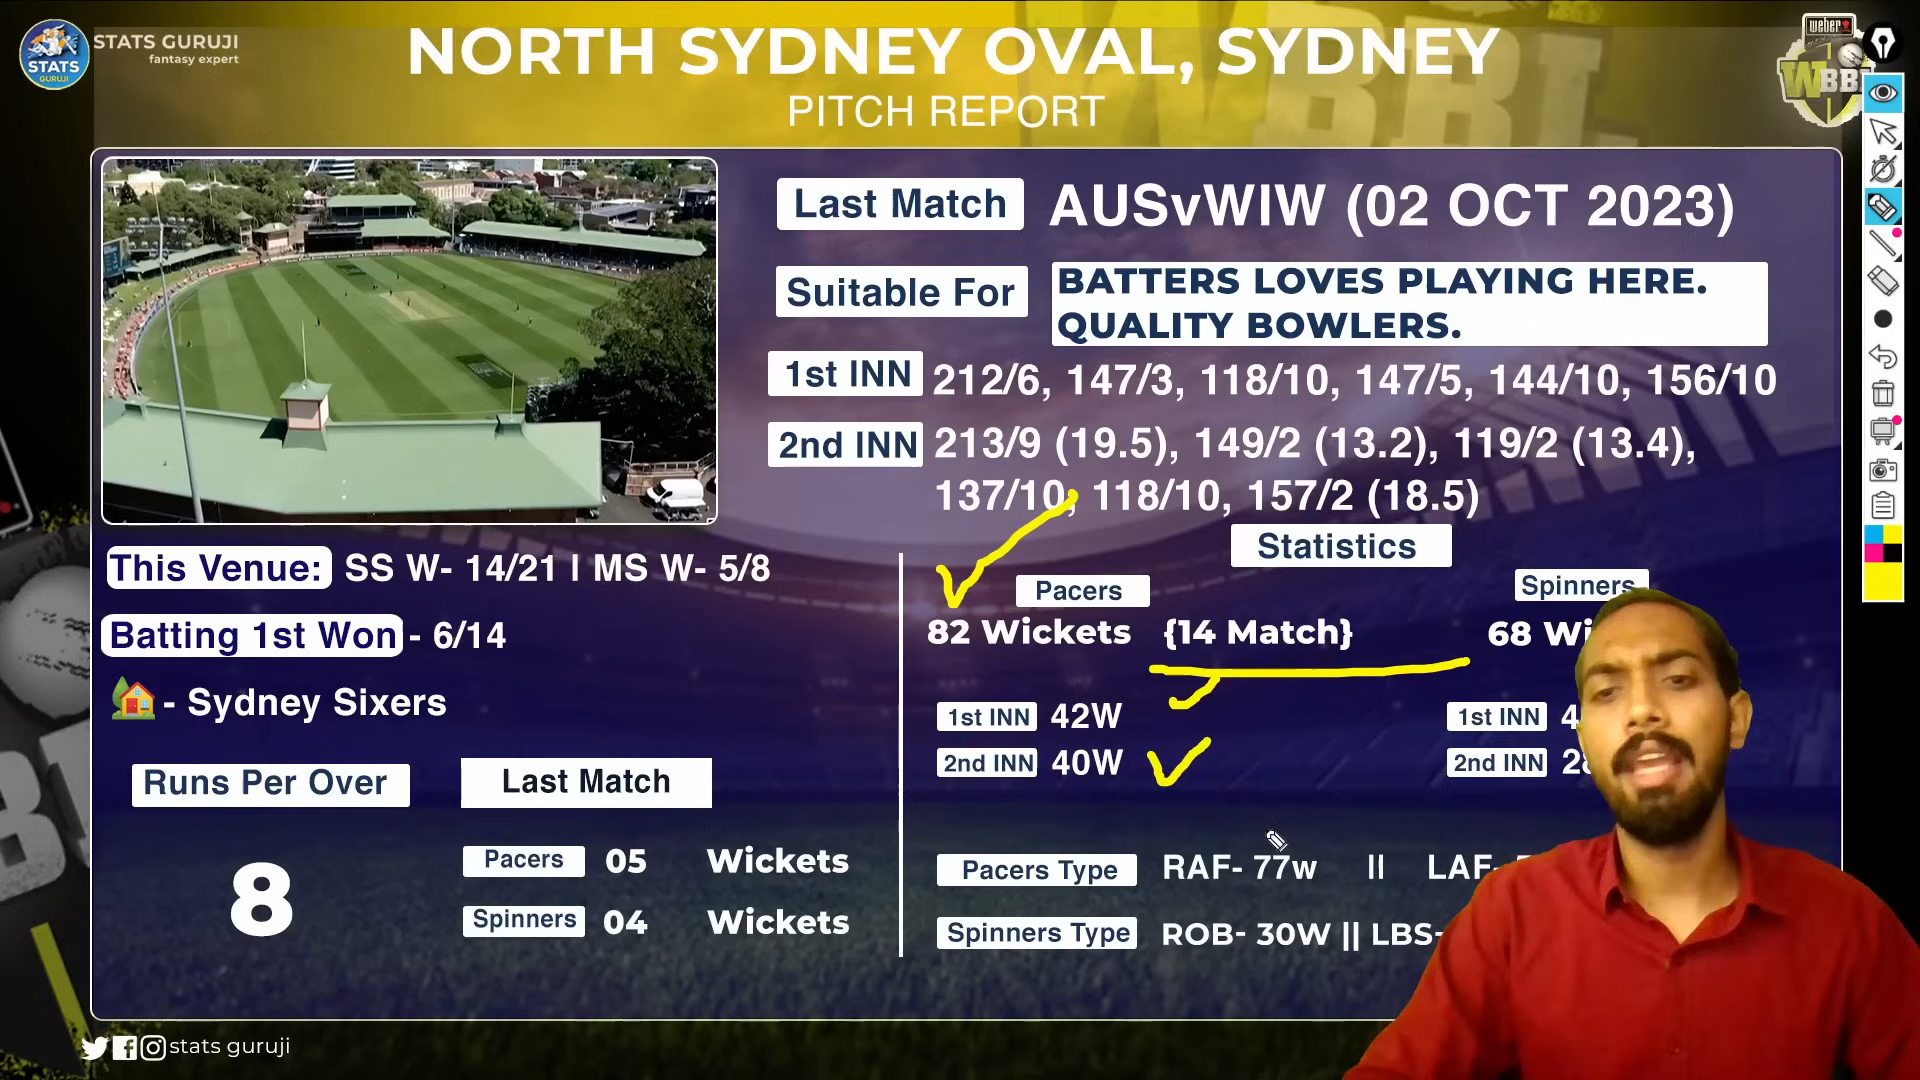 STATS GURUJI
fantasy expert
STATS
GURUJI
NORTH SYDNEY OVAL, SYDNEY
PITCH REPORT
weber
WBBL
Last Match AUSvWIW (02 OCT 2023)
Suitable For BATTERS LOVES PLAYING HERE.
QUALITY BOWLERS.
1st INN 212/6, 147/3, 118/10, 147/5, 144/10, 156/10
2nd INN 213/9 (19.5), 149/2 (13.2), 119/2 (13.4),
137/10, 118/10, 157/2 (18.5)
This Venue: SS W- 14/21 I MS W- 5/8
Batting 1st Won - 6/14
- Sydney Sixers
Runs Per Over
8
Last Match
Pacers 05 Wickets
Spinners 04 Wickets
Statistics
Pacers Spinners
82 Wickets {14 Match} 68
1st INN 42W 1st INN
2nd INN 40W 2nd INN
Pacers Type RAF- 77w || LAF-
Spinners Type ROB- 30W || LBS-
stats guruji